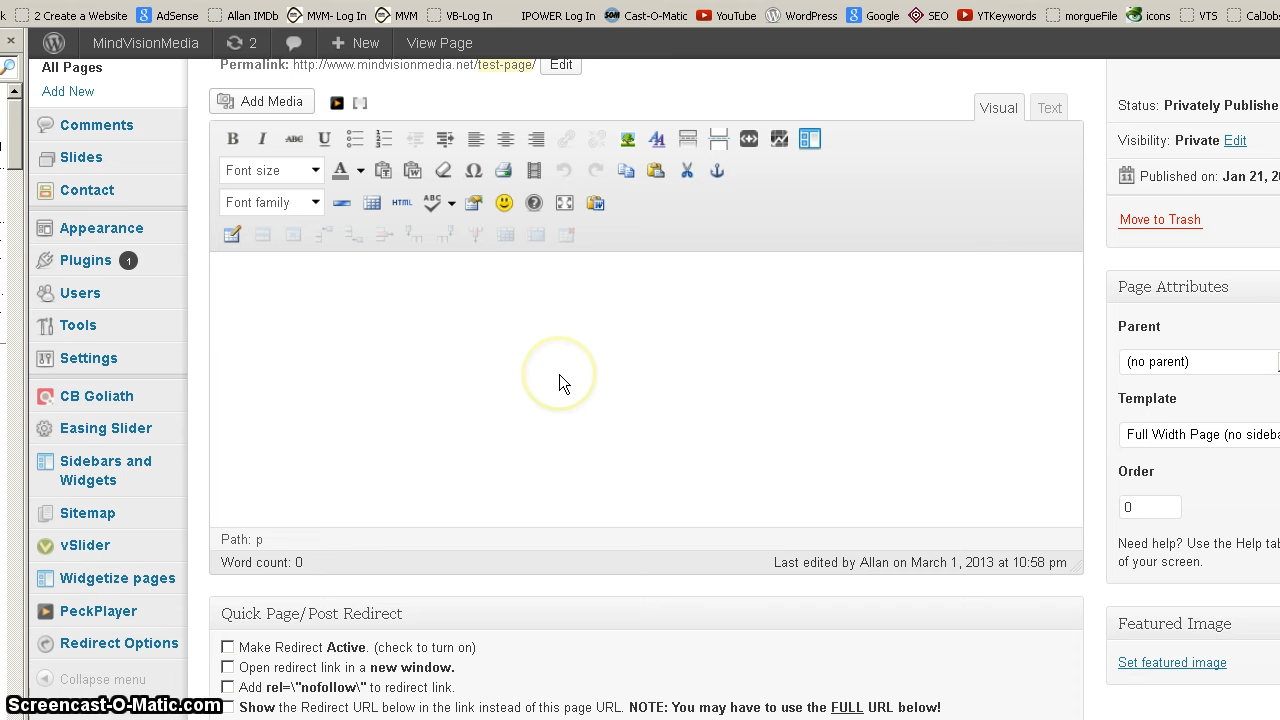 2 Create a Website AdSense Allan MVM- Log in MVM VB-Log In IPOWER Log In Cast-O-Matic YouTube WordPress Google SEO YTKeywords morgueFile icons VTS CalJob
MindVisionMedia 2 New View Page
All Pages
Add New
Comments
Slides
Contact
Appearance
Plugins 1
Users
Tools
Settings
CB Goliath
Easing Slider
Sidebars and
Widgets
Sitemap
vSlider
Widgetize pages
PeckPlayer
Redirect Options
Collapse menu
Permalink: http://www.mindvisionmedia.net/test-page/ Edit
Add Media
Visual Text
B I ABC U
Font size A Ω
Font family HTML ABC
Path: p
Word count: 0 Last edited by Allan on March 1, 2013 at 10:58 pm
Quick Page/Post Redirect
Make Redirect Active. (check to turn on)
Open redirect link in a new window.
Add rel=\"nofollow\" to redirect link.
Show the Redirect URL below in the link instead of this page URL. NOTE: You may have to use the FULL URL below!
Status: Privately Publishe
Visibility: Private Edit
Published on: Jan 21, 2
Move to Trash
Page Attributes
Parent
(no parent)
Template
Full Width Page (no sideba
Order
0
Need help? Use the Help tab
of your screen.
Featured Image
Set featured image
Screencast-O-Matic.com